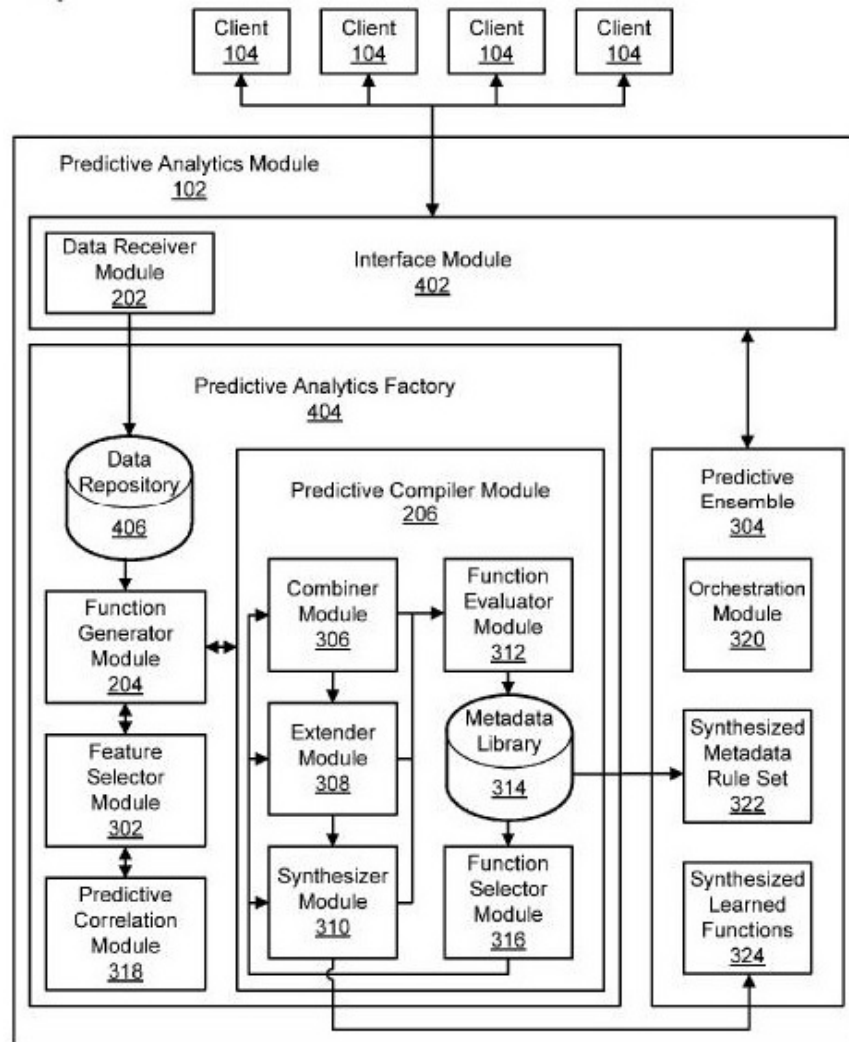 Client
104
Client
104
Client
104
Client
104
Predictive Analytics Module
102
Data Receiver
Module
202
Interface Module
402
Predictive Analytics Factory
404
Data
Repository
406
Function
Generator
Module
204
Feature
Selector
Module
302
Predictive
Correlation
Module
318
Predictive Compiler Module
206
Combiner
Module
306
Extender
Module
308
Synthesizer
Module
310
Function
Evaluator
Module
312
Metadata
Library
314
Function
Selector
Module
316
Predictive
Ensemble
304
Orchestration
Module
320
Synthesized
Metadata
Rule Set
322
Synthesized
Learned
Functions
324